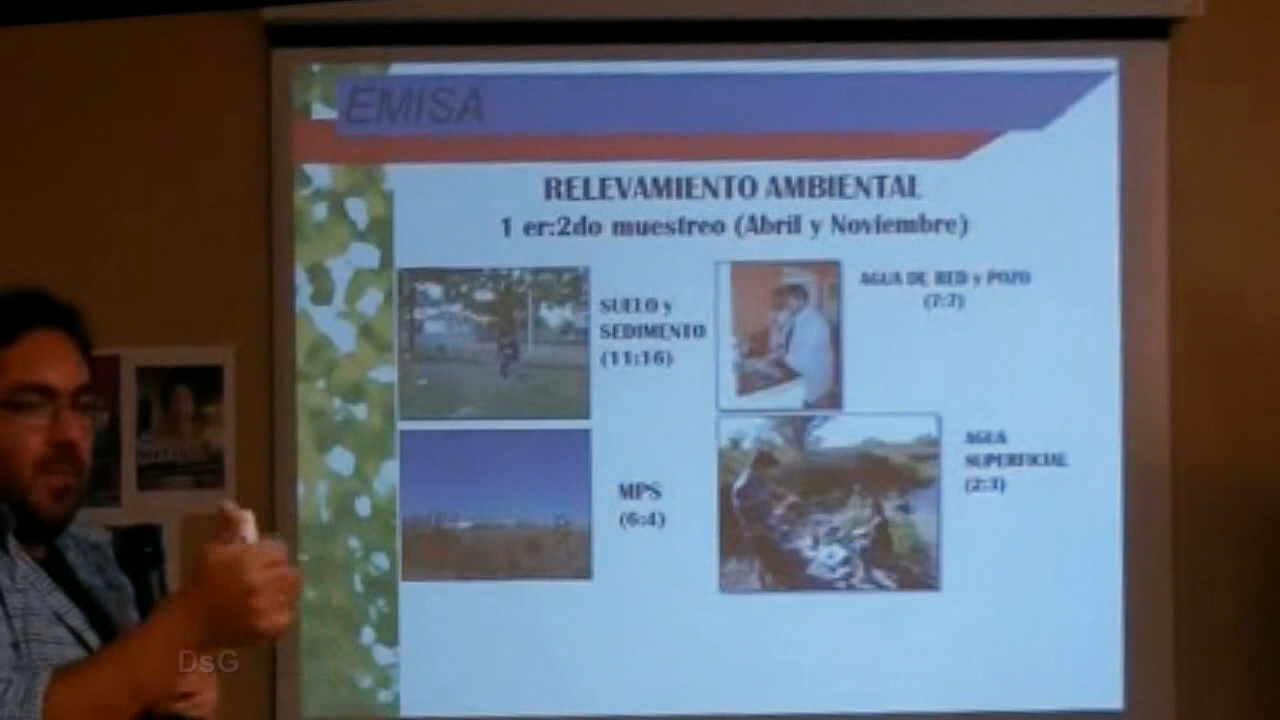 EMISA
RELEVAMIENTO AMBIENTAL
1 er:2do muestreo (Abril y Noviembre)
SUELO y
SEDIMENTO
(11:16)
AGUA DE RED y POZO
(7:7)
MPS
(6:4)
AGUA
SUPERFICIAL
(2:3)
DsG